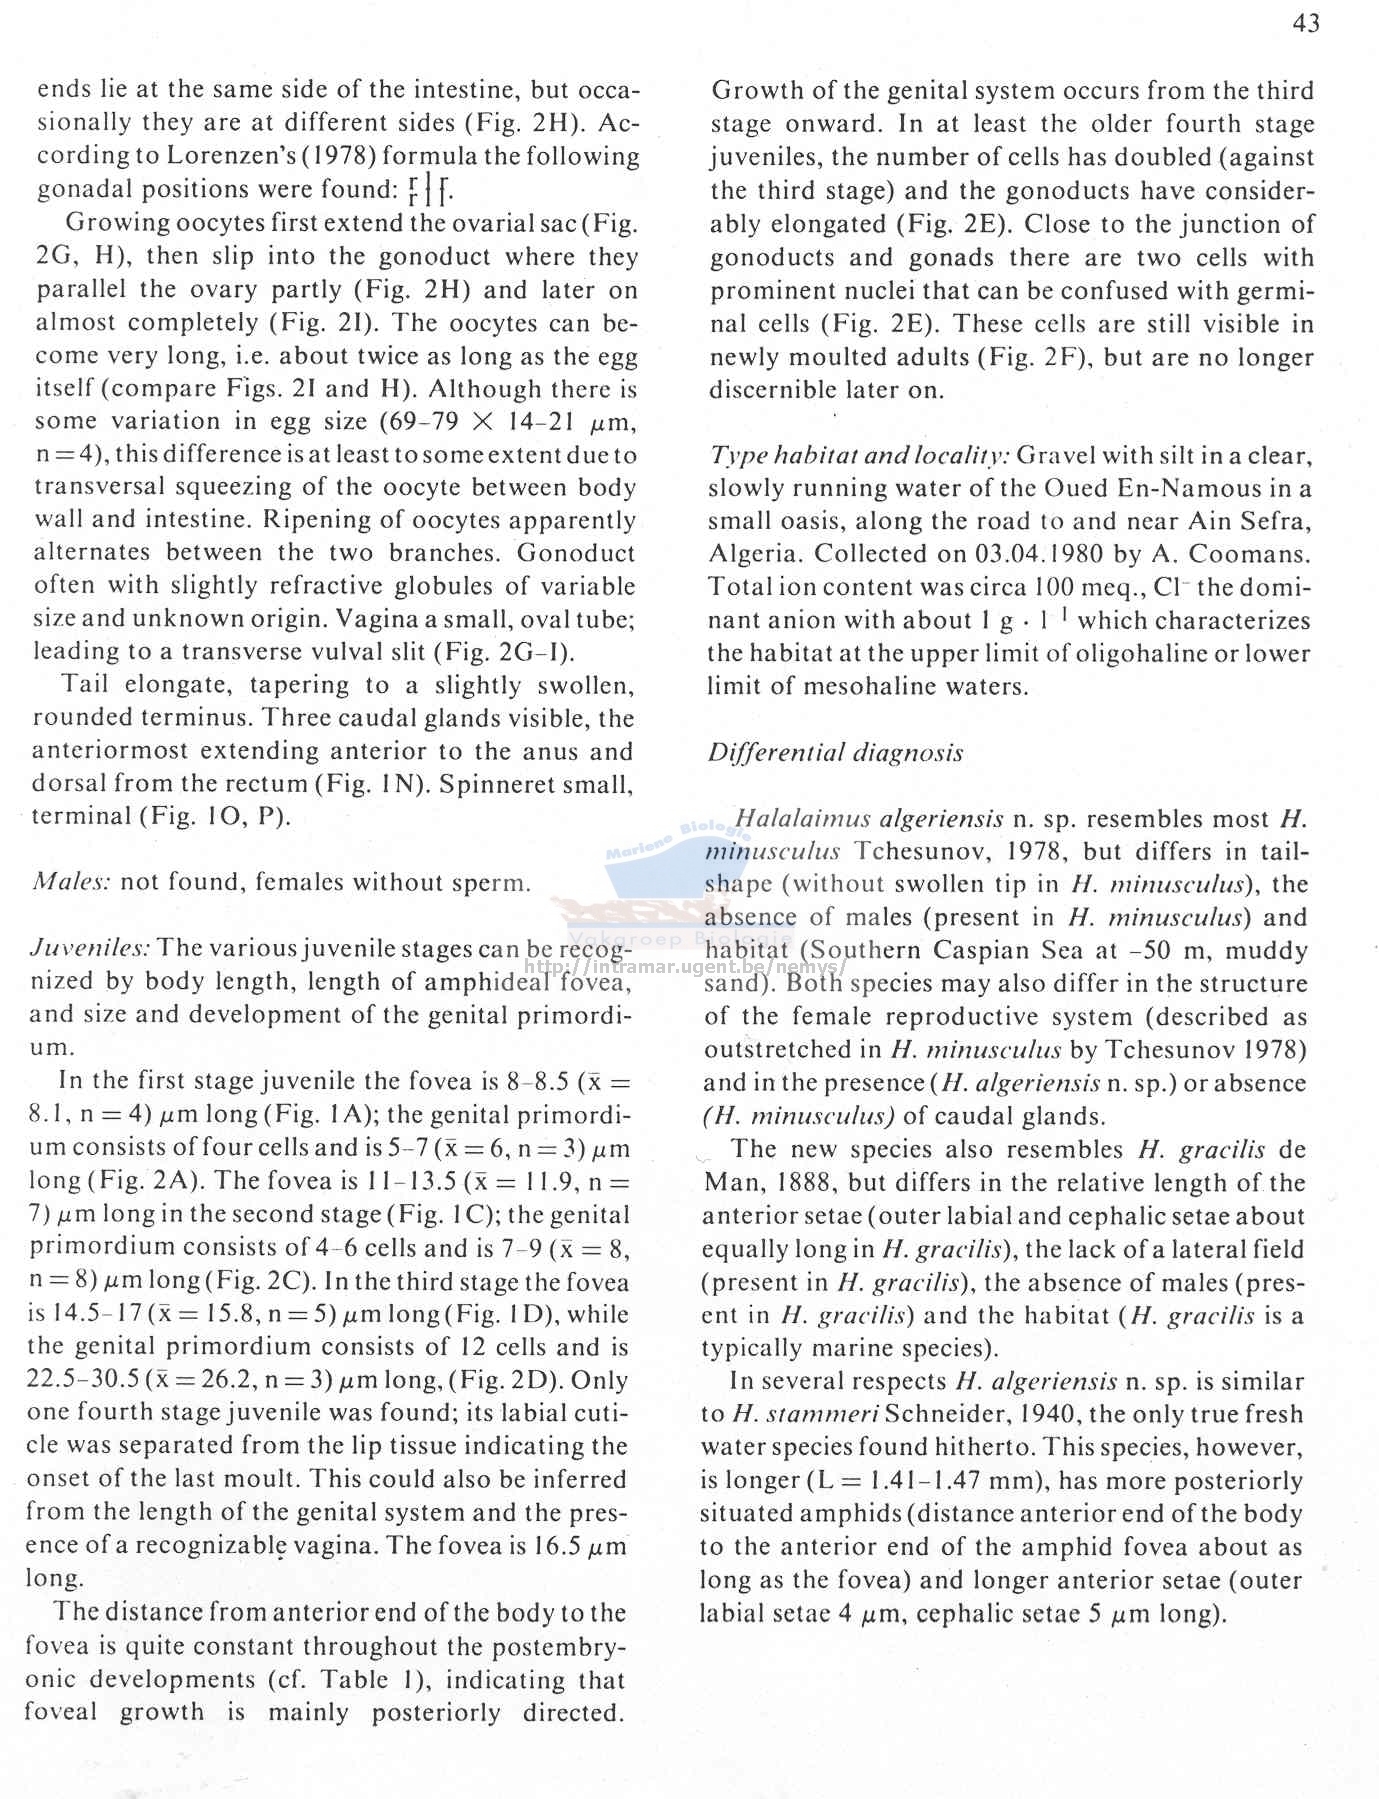 43
ends lie at the same side of the intestine, but occa-
sionally they are at different sides (Fig. 2H). Ac-
cording to Lorenzen's (1978) formula the following
gonadal positions were found:
Growing oocytes first extend the ovarial sac (Fig.
2G, H), then slip into the gonoduct where they
parallel the ovary partly (Fig. 2H) and later on
almost completely (Fig. 2I). The oocytes can be-
come very long, i.e. about twice as long as the egg
itself (compare Figs. 2I and H). Although there is
some variation in egg size (69–79 × 14–21 μm,
n = 4), this difference is at least to some extent due to
transversal squeezing of the oocyte between body
wall and intestine. Ripening of oocytes apparently
alternates between the two branches. Gonoduct
often with slightly refractive globules of variable
size and unknown origin. Vagina a small, oval tube;
leading to a transverse vulval slit (Fig. 2G–I).
Tail elongate, tapering to a slightly swollen,
rounded terminus. Three caudal glands visible, the
anteriormost extending anterior to the anus and
dorsal from the rectum (Fig. 1N). Spinneret small,
terminal (Fig. 1O, P).
Males: not found, females without sperm.
Juveniles: The various juvenile stages can be recog-
nized by body length, length of amphideal fovea,
and size and development of the genital primordi-
um.
In the first stage juvenile the fovea is 8–8.5 (x̄ =
8.1, n = 4) μm long (Fig. 1A); the genital primordi-
um consists of four cells and is 5–7 (x̄ = 6, n = 3) μm
long (Fig. 2A). The fovea is 11–13.5 (x̄ = 11.9, n =
7) μm long in the second stage (Fig. 1C); the genital
primordium consists of 4–6 cells and is 7–9 (x̄ = 8,
n = 8) μm long (Fig. 2C). In the third stage the fovea
is 14.5–17 (x̄ = 15.8, n = 5) μm long (Fig. 1D), while
the genital primordium consists of 12 cells and is
22.5–30.5 (x̄ = 26.2, n = 3) μm long, (Fig. 2D). Only
one fourth stage juvenile was found; its labial cuti-
cle was separated from the lip tissue indicating the
onset of the last moult. This could also be inferred
from the length of the genital system and the pres-
ence of a recognizable vagina. The fovea is 16.5 μm
long.
The distance from anterior end of the body to the
fovea is quite constant throughout the postembry-
onic developments (cf. Table 1), indicating that
foveal growth is mainly posteriorly directed.
Growth of the genital system occurs from the third
stage onward. In at least the older fourth stage
juveniles, the number of cells has doubled (against
the third stage) and the gonoducts have consider-
ably elongated (Fig. 2E). Close to the junction of
gonoducts and gonads there are two cells with
prominent nuclei that can be confused with germi-
nal cells (Fig. 2E). These cells are still visible in
newly moulted adults (Fig. 2F), but are no longer
discernible later on.
Type habitat and locality: Gravel with silt in a clear,
slowly running water of the Oued En-Namous in a
small oasis, along the road to and near Ain Sefra,
Algeria. Collected on 03.04.1980 by A. Coomans.
Total ion content was circa 100 meq., Cl⁻ the domi-
nant anion with about 1 g · l ¹ which characterizes
the habitat at the upper limit of oligohaline or lower
limit of mesohaline waters.
Differential diagnosis
Halalaimus algeriensis n. sp. resembles most H.
minusculus Tchesunov, 1978, but differs in tail-
shape (without swollen tip in H. minusculus), the
absence of males (present in H. minusculus) and
habitat (Southern Caspian Sea at –50 m, muddy
sand). Both species may also differ in the structure
of the female reproductive system (described as
outstretched in H. minusculus by Tchesunov 1978)
and in the presence (H. algeriensis n. sp.) or absence
(H. minusculus) of caudal glands.
The new species also resembles H. gracilis de
Man, 1888, but differs in the relative length of the
anterior setae (outer labial and cephalic setae about
equally long in H. gracilis), the lack of a lateral field
(present in H. gracilis), the absence of males (pres-
ent in H. gracilis) and the habitat (H. gracilis is a
typically marine species).
In several respects H. algeriensis n. sp. is similar
to H. stammeri Schneider, 1940, the only true fresh
water species found hitherto. This species, however,
is longer (L = 1.41–1.47 mm), has more posteriorly
situated amphids (distance anterior end of the body
to the anterior end of the amphid fovea about as
long as the fovea) and longer anterior setae (outer
labial setae 4 μm, cephalic setae 5 μm long).
Mariene Biologie
Vakgroep Biologie
http://intramar.ugent.be/nemys/